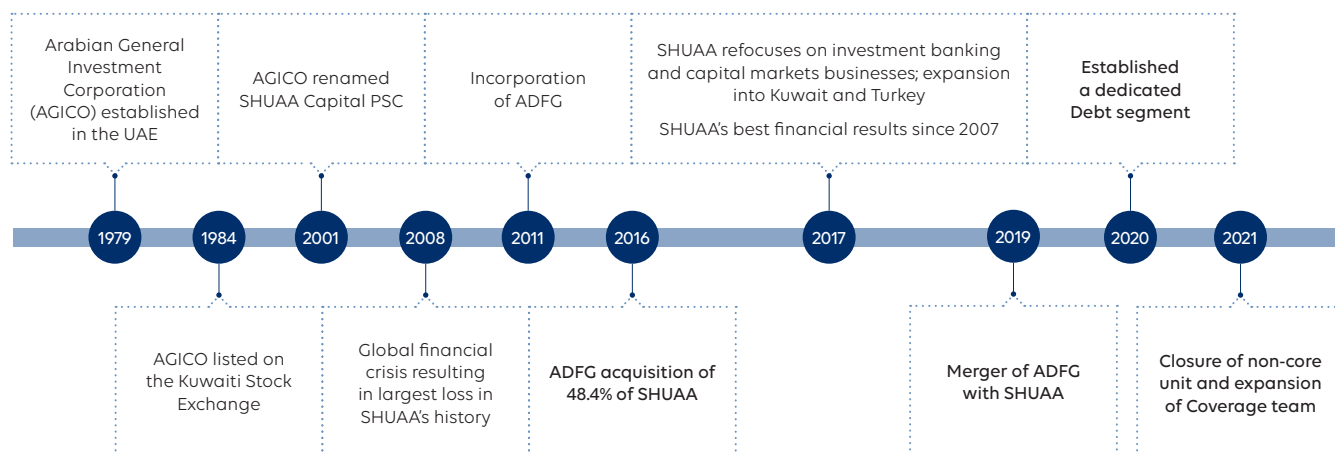 Arabian General
Investment
Corporation
(AGICO) established
in the UAE
AGICO renamed
SHUAA Capital PSC
Incorporation
of ADFG
SHUAA refocuses on investment banking
and capital markets businesses; expansion
into Kuwait and Turkey
SHUAA's best financial results since 2007
Established
a dedicated
Debt segment
1979
1984
2001
2008
2011
2016
2017
2019
2020
2021
AGICO listed on
the Kuwaiti Stock
Exchange
Global financial
crisis resulting
in largest loss in
SHUAA's history
ADFG acquisition of
48.4% of SHUAA
Merger of ADFG
with SHUAA
Closure of non-core
unit and expansion
of Coverage team